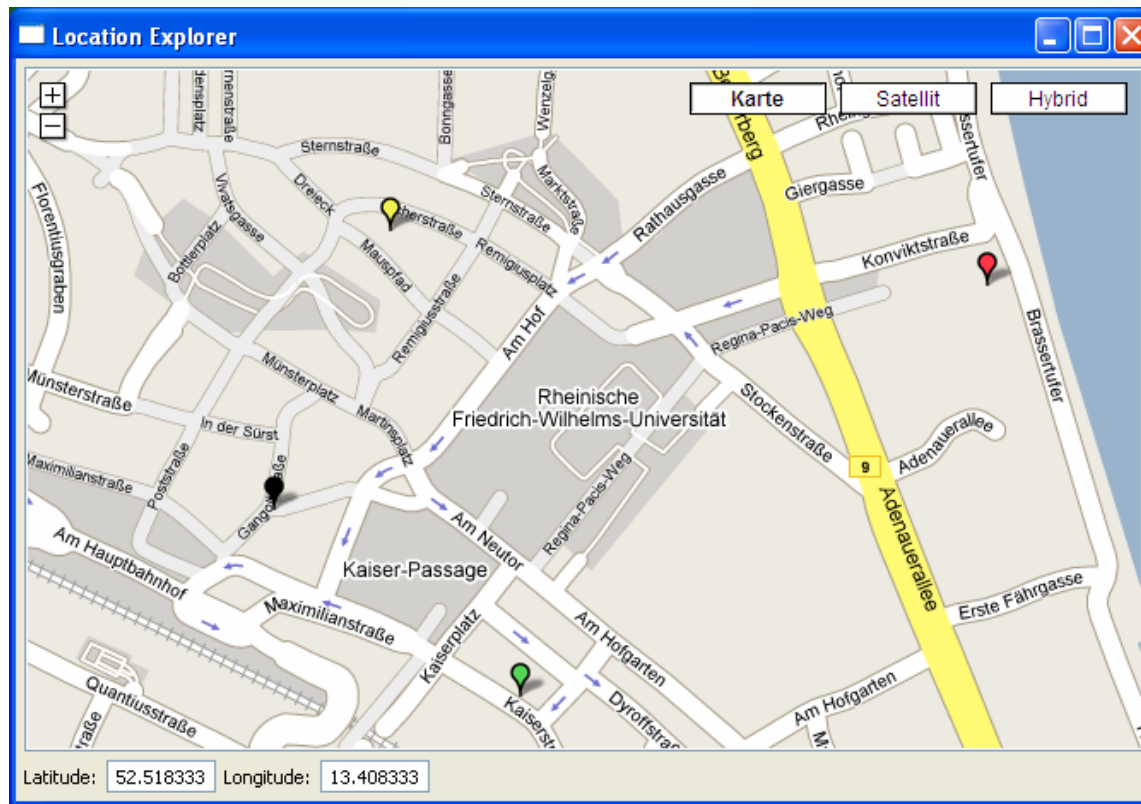 Location Explorer
+
−
Karte
Satellit
Hybrid
Sternstraße
Bonngasse
Wenzelg
Dreieck
Vivatsgasse
Marktstraße
Sternstraße
Rathausgasse
Giergasse
Florentiusgraben
Bottlerplatz
cherstraße
Remigiusplatz
Mauspfad
Remigiusstraße
Am Hof
Konviktstraße
Regina-Pacis-Weg
Brassertufer
Münsterplatz
Münsterstraße
Martinsplatz
In der Sürst
Rheinische
Friedrich-Wilhelms-Universität
Stockenstraße
Adenauerallee
9
Maximilianstraße
Poststraße
Regina-Pacis-Weg
Am Neutor
Adenauerallee
Am Hauptbahnhof
Kaiser-Passage
Maximilianstraße
Erste Fährgasse
Kaiserplatz
Am Hofgarten
Am Hofgarten
Quantiusstraße
Kaiserst
Dyroffstraß
Latitude: 52.518333 Longitude: 13.408333